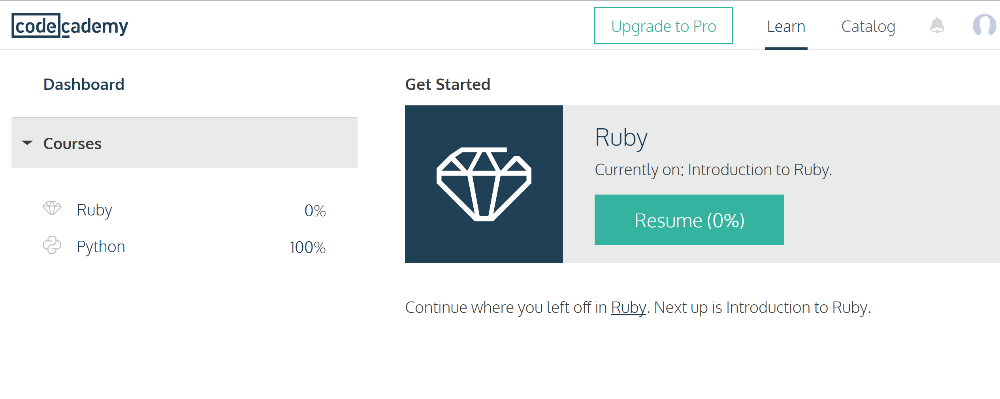 codecademy
Upgrade to Pro
Learn
Catalog
Dashboard
Courses
Ruby 0%
Python 100%
Get Started
Ruby
Currently on: Introduction to Ruby.
Resume (0%)
Continue where you left off in Ruby. Next up is Introduction to Ruby.